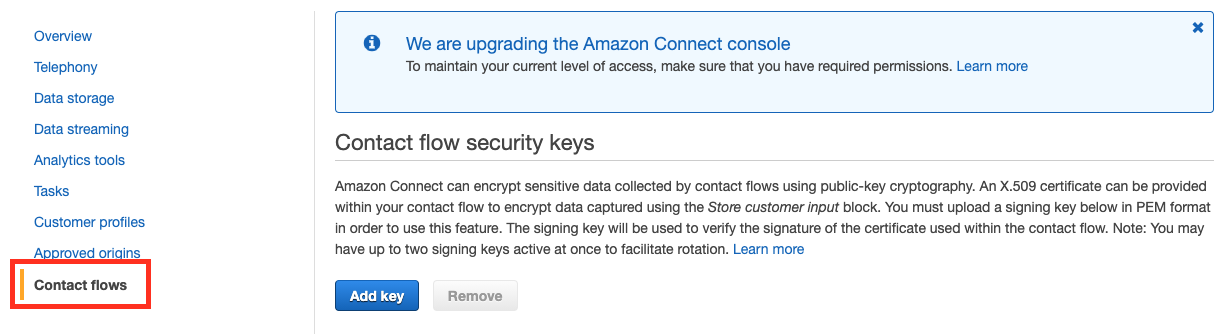 Overview
Telephony
Data storage
Data streaming
Analytics tools
Tasks
Customer profiles
Approved origins
Contact flows
We are upgrading the Amazon Connect console
To maintain your current level of access, make sure that you have required permissions. Learn more
Contact flow security keys
Amazon Connect can encrypt sensitive data collected by contact flows using public-key cryptography. An X.509 certificate can be provided
within your contact flow to encrypt data captured using the Store customer input block. You must upload a signing key below in PEM format
in order to use this feature. The signing key will be used to verify the signature of the certificate used within the contact flow. Note: You may
have up to two signing keys active at once to facilitate rotation. Learn more
Add key
Remove